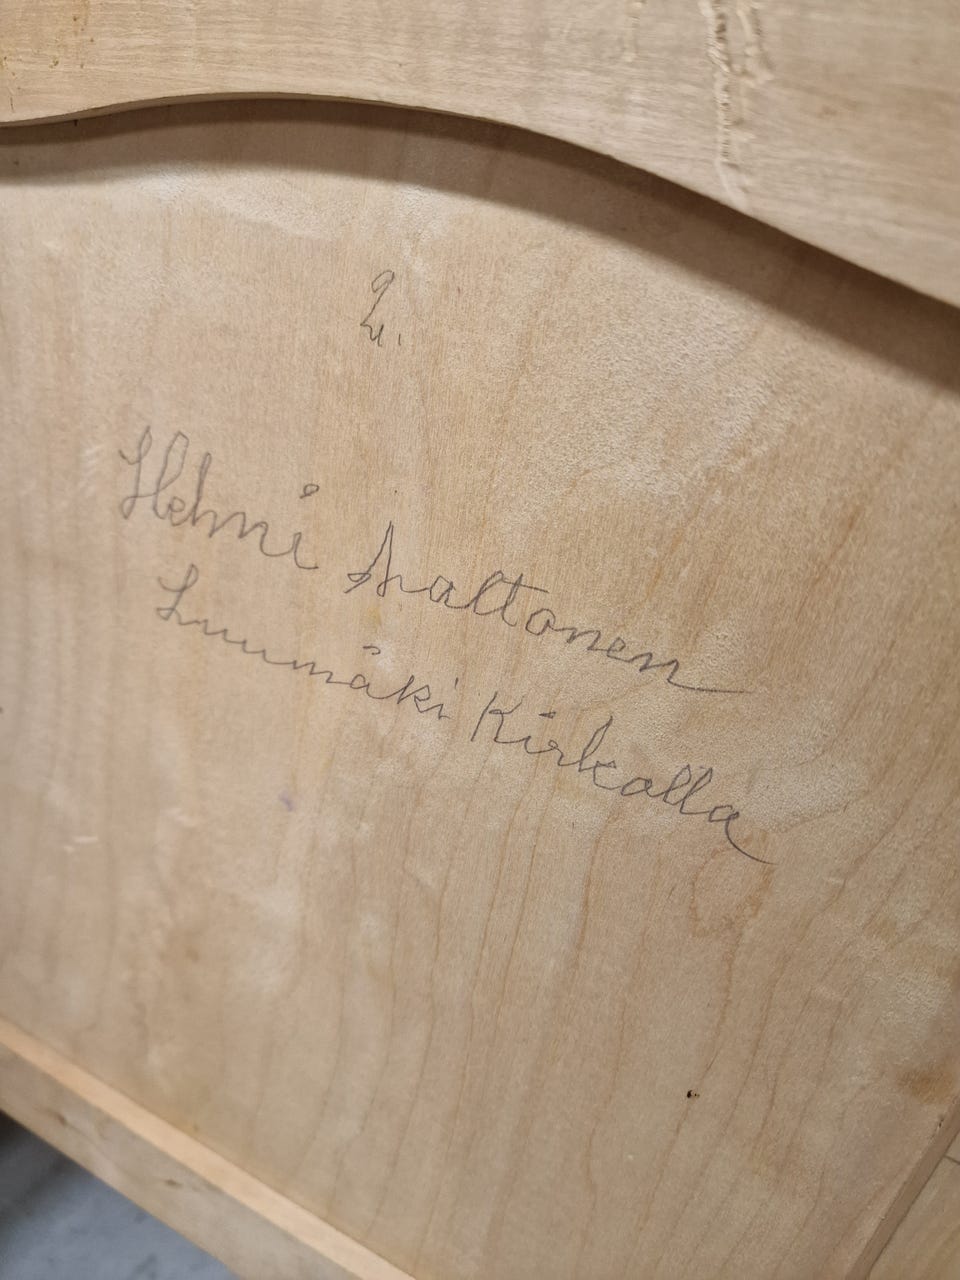 2.
Helmi Aaltonen
Luumäki Kirkolla